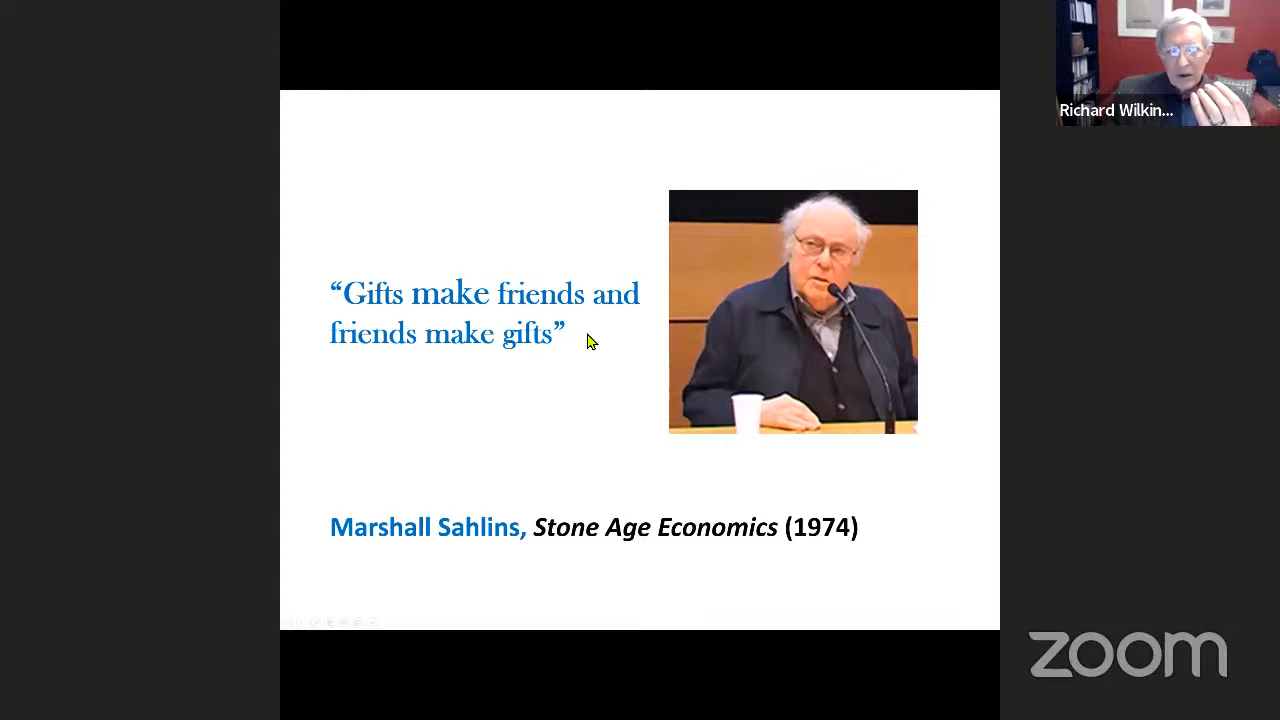 Richard Wilkin...
“Gifts make friends and
friends make gifts”
Marshall Sahlins, Stone Age Economics (1974)
zoom